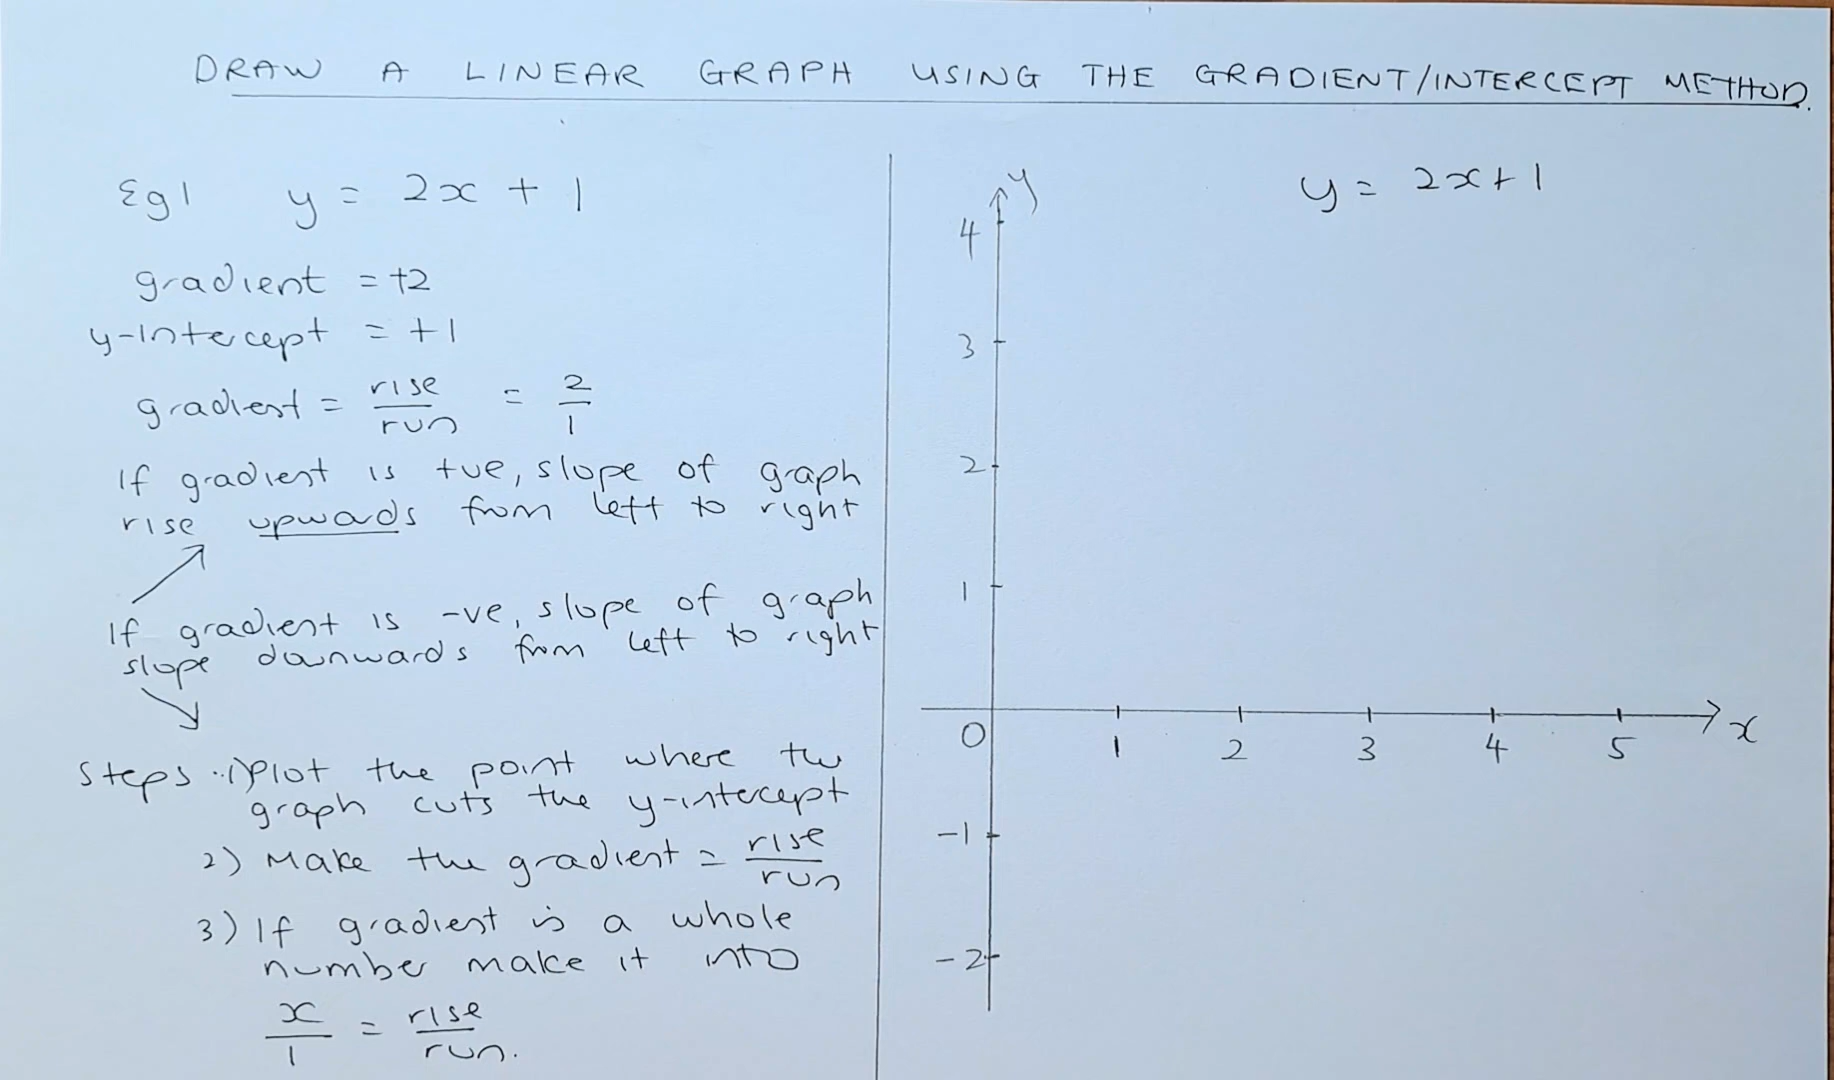 DRAW A LINEAR GRAPH USING THE GRADIENT/INTERCEPT METHOD.
Eg1 y = 2x + 1
gradient = +2
y-intercept = +1
gradient = rise/run = 2/1
If gradient is +ve, slope of graph
rise upwards from left to right
If gradient is -ve, slope of graph
slope downwards from left to right
Steps :1) Plot the point where the
graph cuts the y-intercept
2) Make the gradient = rise/run
3) If gradient is a whole
number make it into
x/1 = rise/run.
y = 2x+1
y
4
3
2
1
0
-1
-2
1 2 3 4 5 x